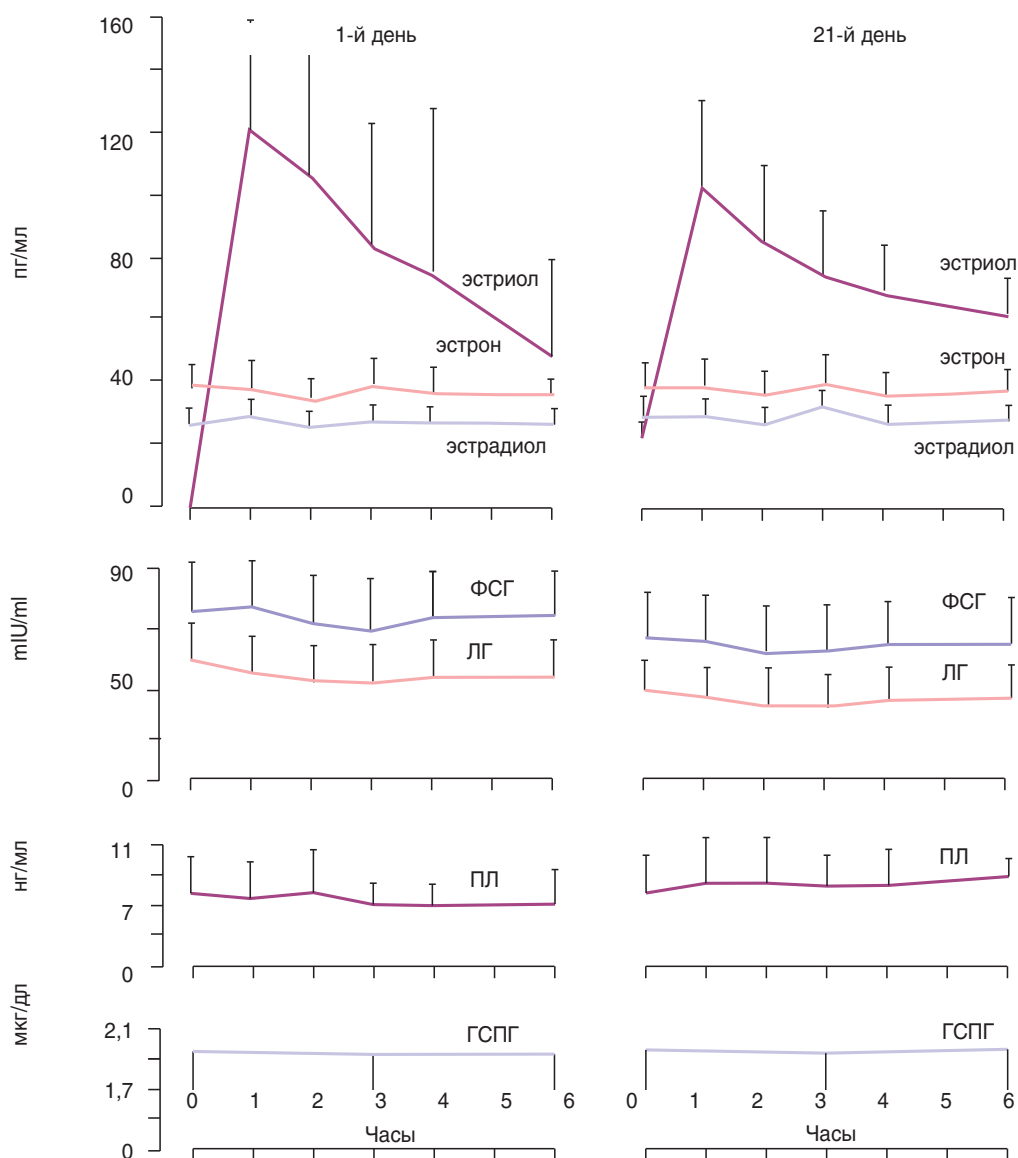 160
120
80
40
0
пг/мл
1-й день
эстриол
эстрон
эстрадиол
21-й день
эстриол
эстрон
эстрадиол
90
50
0
mIU/ml
ФСГ
ЛГ
ФСГ
ЛГ
11
7
0
нг/мл
ПЛ
ПЛ
2,1
1,7
0
мкг/дл
ГСПГ
0 1 2 3 4 5 6
Часы
ГСПГ
0 1 2 3 4 5 6
Часы